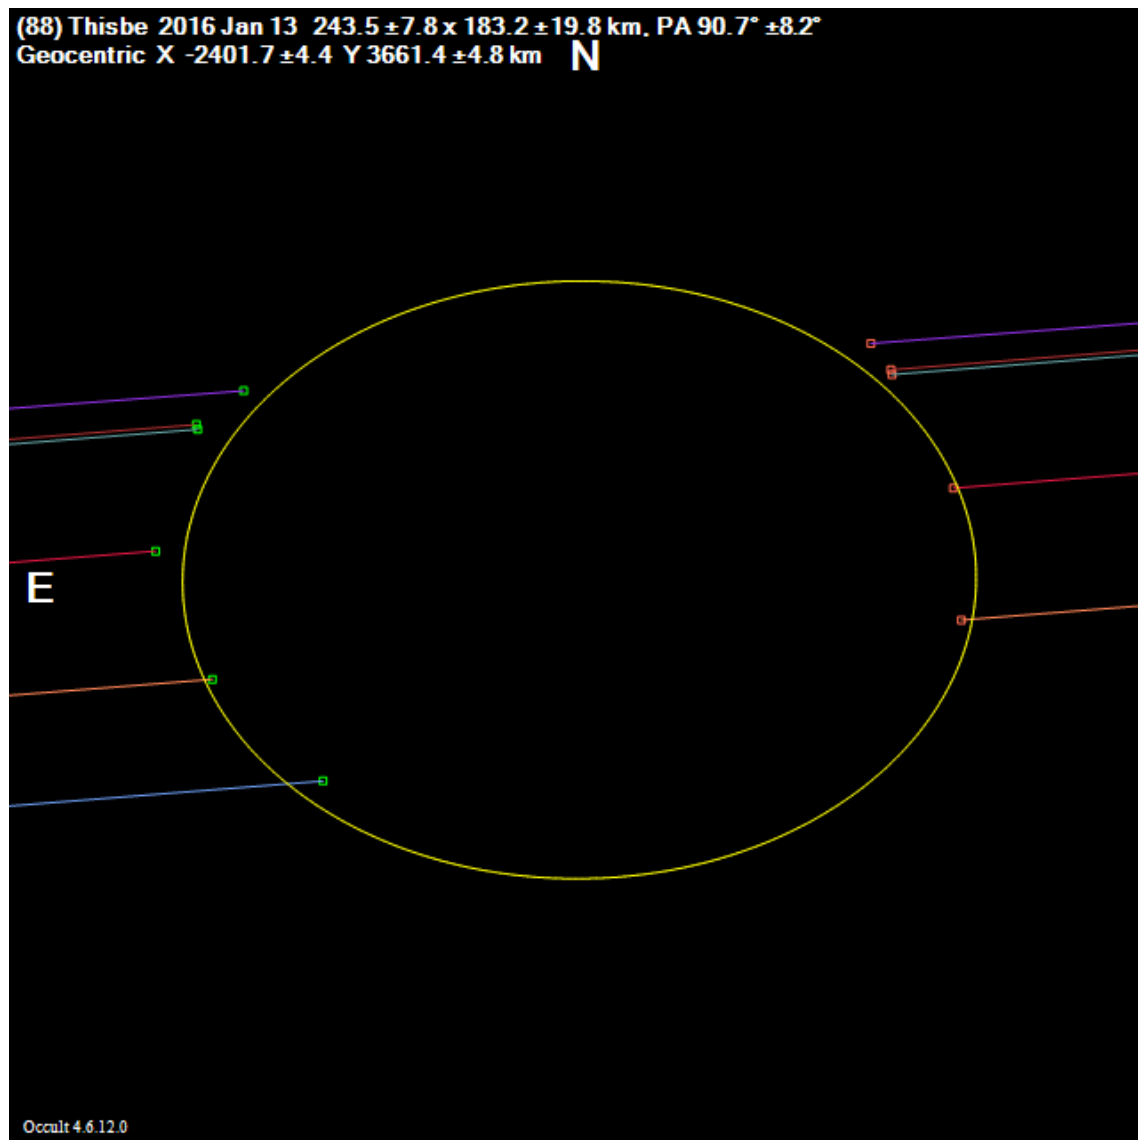 (88) Thisbe 2016 Jan 13 243.5 ±7.8 x 183.2 ±19.8 km, PA 90.7° ±8.2°
Geocentric X -2401.7 ±4.4 Y 3661.4 ±4.8 km
N
E
Occult 4.6.12.0